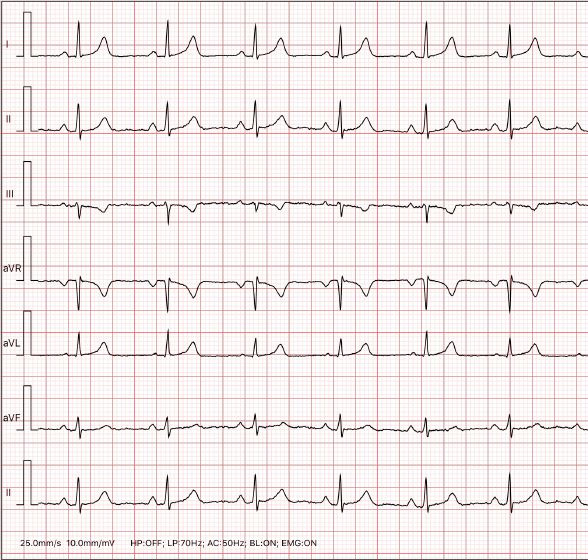 I
II
III
aVR
aVL
aVF
II
25.0mm/s 10.0mm/mV HP:OFF; LP:70Hz; AC:50Hz; BL:ON; EMG:ON